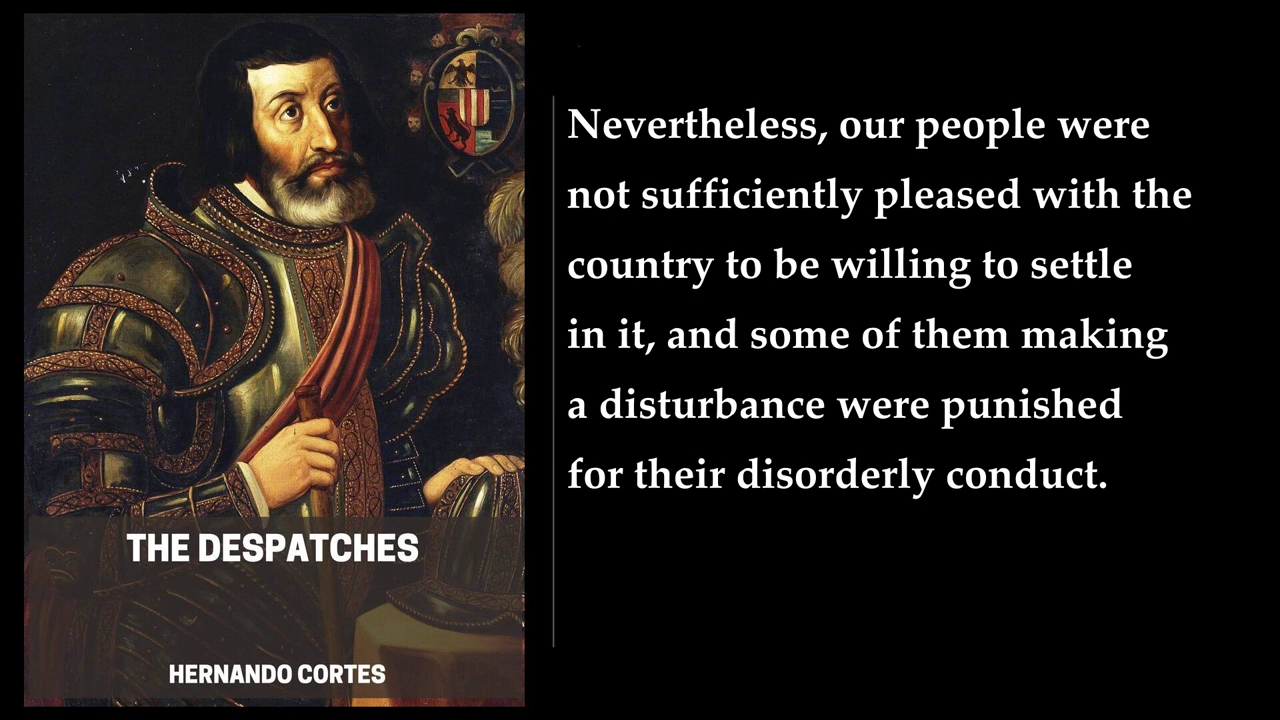 THE DESPATCHES
HERNANDO CORTES
Nevertheless, our people were
not sufficiently pleased with the
country to be willing to settle
in it, and some of them making
a disturbance were punished
for their disorderly conduct.